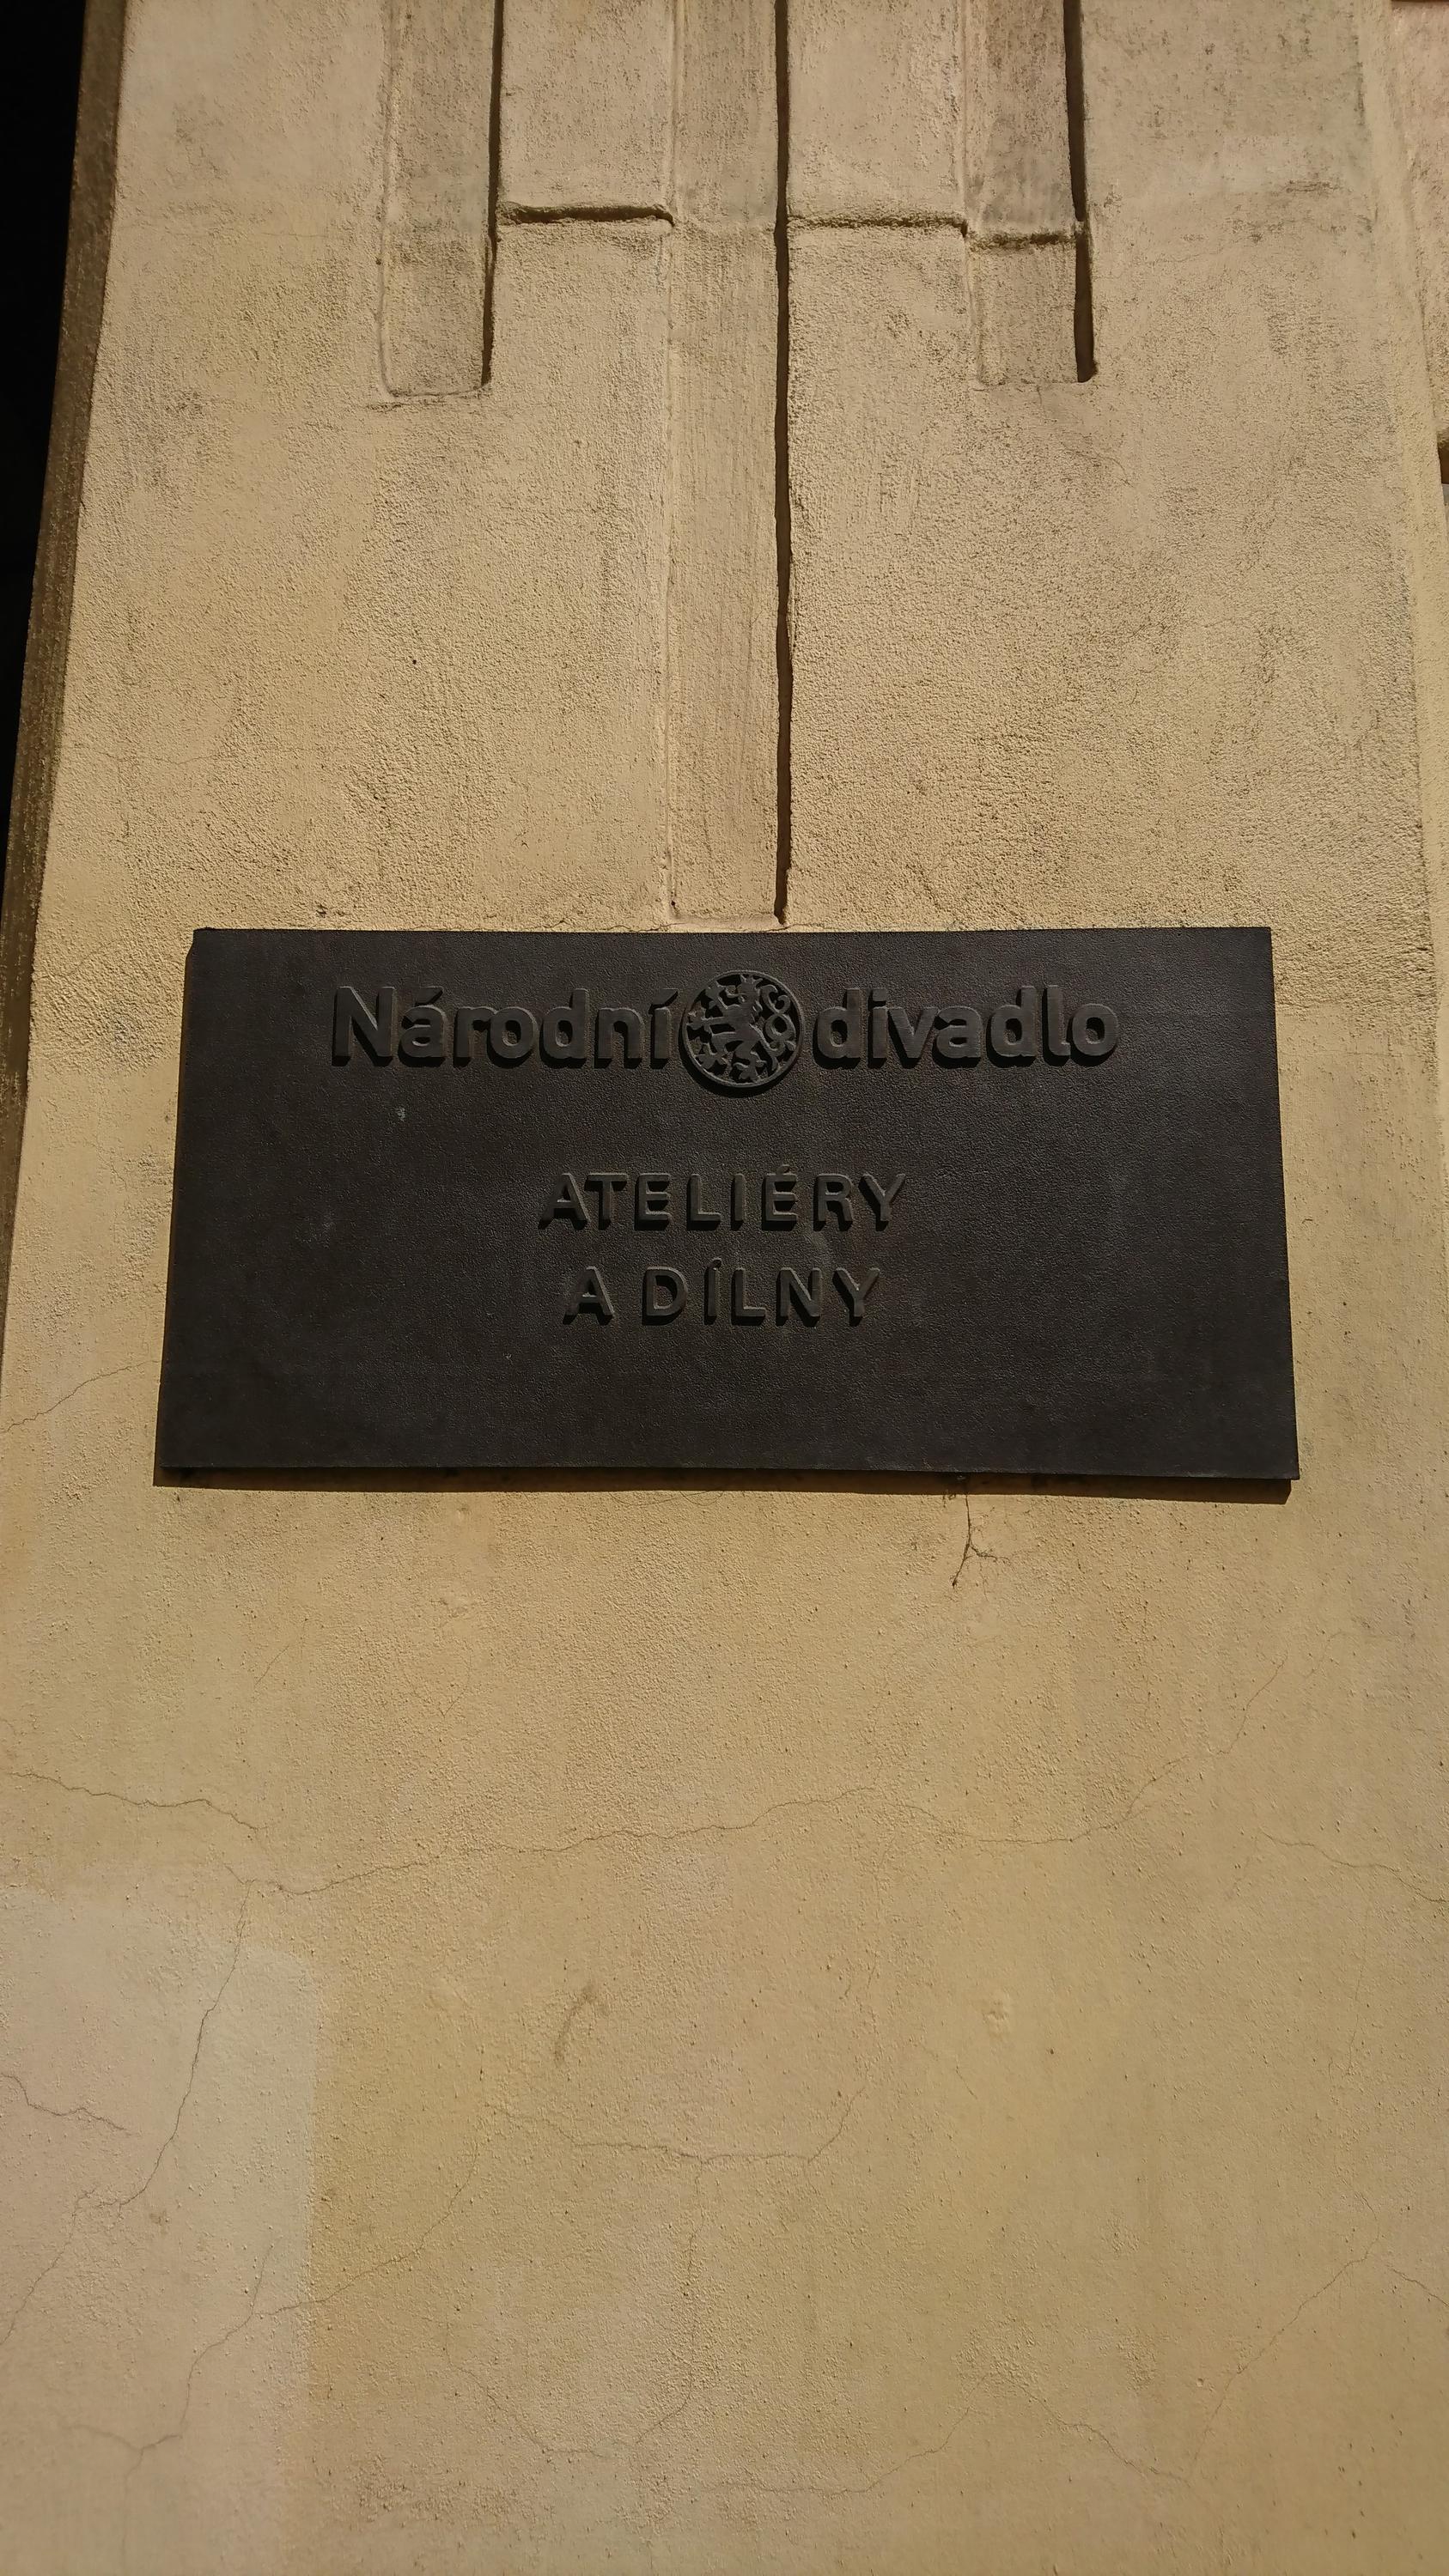 Národní divadlo
ATELIÉRY
A DÍLNY